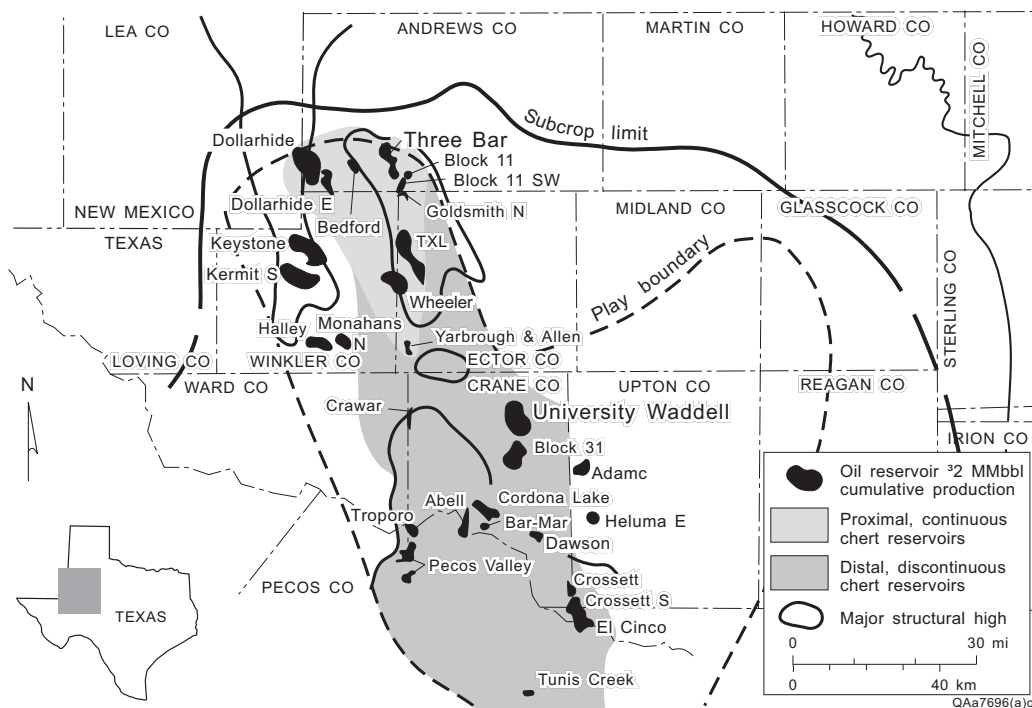 LEA CO
ANDREWS CO
MARTIN CO
HOWARD CO
MITCHELL CO
Subcrop limit
Dollarhide
Three Bar
Block 11
Block 11 SW
Dollarhide E
Goldsmith N
NEW MEXICO
Bedford
MIDLAND CO
GLASSCOCK CO
TEXAS
Keystone
TXL
Kermit S
Play boundary
STERLING CO
Wheeler
Halley
Monahans
N
Yarbrough & Allen
LOVING CO
WINKLER CO
ECTOR CO
N
WARD CO
CRANE CO
UPTON CO
REAGAN CO
Crawar
University Waddell
IRION CO
Block 31
Adamc
Abell
Cordona Lake
Troporo
Bar-Mar
Heluma E
Dawson
Pecos Valley
PECOS CO
Crossett
Crossett S
El Cinco
Tunis Creek
TEXAS
Oil reservoir ³2 MMbbl
cumulative production
Proximal, continuous
chert reservoirs
Distal, discontinuous
chert reservoirs
Major structural high
0 30 mi
0 40 km
QAa7696(a)c